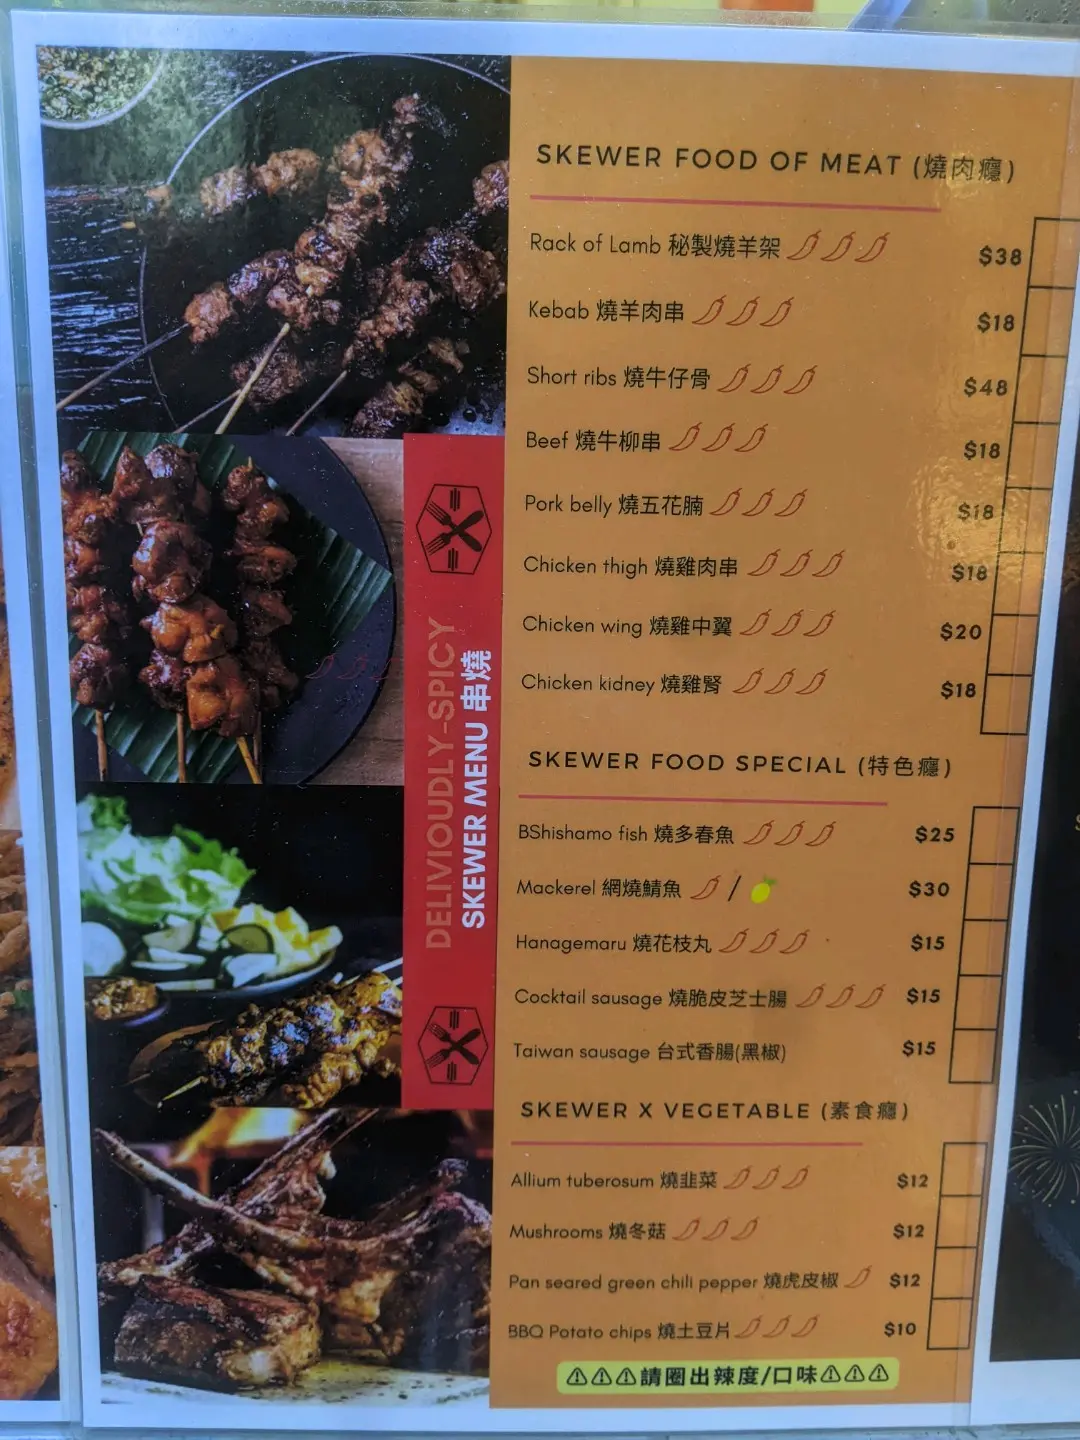 SKEWER FOOD OF MEAT (燒肉癮)
Rack of Lamb 秘製燒羊架 $38
Kebab 燒羊肉串 $18
Short ribs 燒牛仔骨 $48
Beef 燒牛柳串 $18
Pork belly 燒五花腩 $18
Chicken thigh 燒雞肉串 $18
Chicken wing 燒雞中翼 $20
Chicken kidney 燒雞腎 $18
DELIVIOUDLY-SPICY
SKEWER MENU 串燒
SKEWER FOOD SPECIAL (特色癮)
BShishamo fish 燒多春魚 $25
Mackerel 網燒鯖魚 / $30
Hanagemaru 燒花枝丸 $15
Cocktail sausage 燒脆皮芝士腸 $15
Taiwan sausage 台式香腸(黑椒) $15
SKEWER X VEGETABLE (素食癮)
Allium tuberosum 燒韭菜 $12
Mushrooms 燒冬菇 $12
Pan seared green chili pepper 燒虎皮椒 $12
BBQ Potato chips 燒土豆片 $10
⚠⚠⚠請圈出辣度/口味⚠⚠⚠